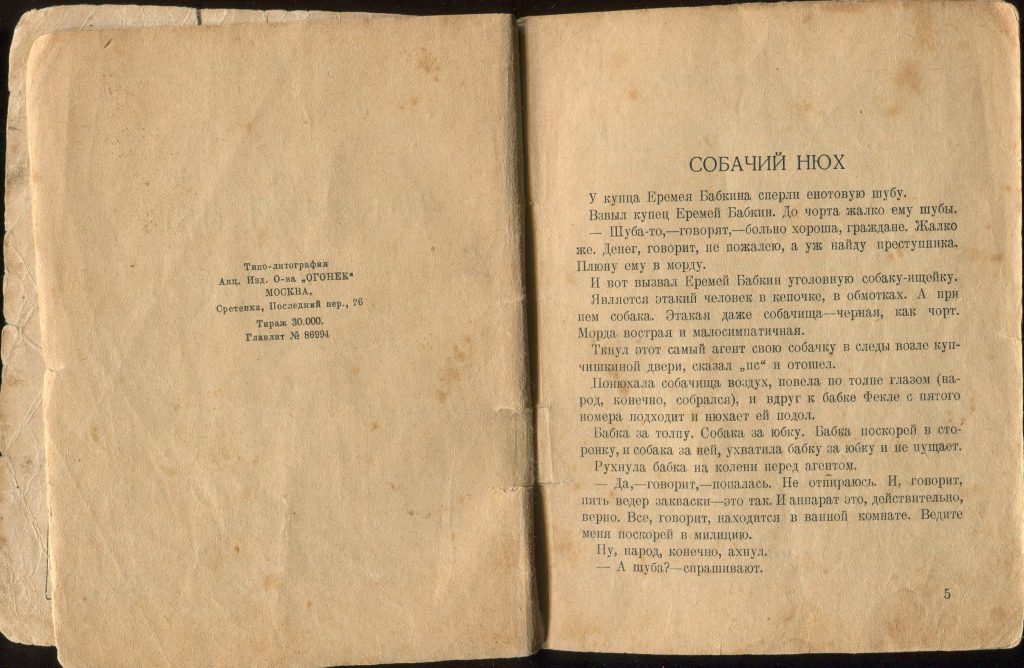 Типо-литография
Акц. Изд. О-ва „ОГОНЕК“
МОСКВА,
Сретенка, Последний пер., 26
Тираж 30.000.
Главлит № 86994
СОБАЧИЙ НЮХ
У купца Еремея Бабкина сперли енотовую шубу.
Взвыл купец Еремей Бабкин. До чорта жалко ему шубы.
— Шуба-то,—говорят,—больно хороша, граждане. Жалко
же. Денег, говорит, не пожалею, а уж найду преступника.
Плюну ему в морду.
И вот вызвал Еремей Бабкин уголовную собаку-ищейку.
Является этакий человек в кепочке, в обмотках. А при
нем собака. Этакая даже собачища—черная, как чорт.
Морда вострая и малосимпатичная.
Ткнул этот самый агент свою собачку в следы возле куп-
чишкиной двери, сказал „пс“ и отошел.
Понюхала собачища воздух, повела по толпе глазом (на-
род, конечно, собрался), и вдруг к бабке Фекле с пятого
номера подходит и нюхает ей подол.
Бабка за толпу. Собака за юбку. Бабка поскорей в сто-
ронку, и собака за ней, ухватила бабку за юбку и не пущает.
Рухнула бабка на колени перед агентом.
— Да,—говорит,—попалась. Не отпираюсь. И, говорит,
пять ведер закваски—это так. И аппарат это, действительно,
верно. Все, говорит, находится в ванной комнате. Ведите
меня поскорей в милицию.
Ну, народ, конечно, ахнул.
— А шуба?—спрашивают.
5